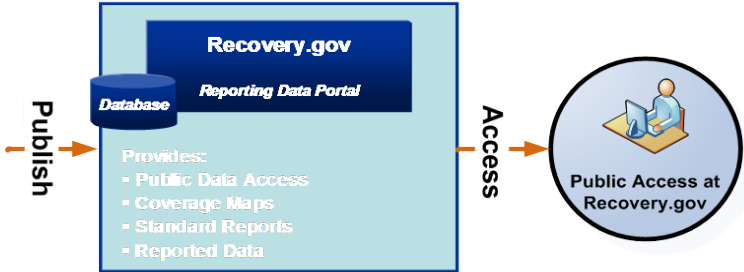 Publish
Recovery.gov
Reporting Data Portal
Database
Provides:
▪ Public Data Access
▪ Coverage Maps
▪ Standard Reports
▪ Reported Data
Access
Public Access at
Recovery.gov